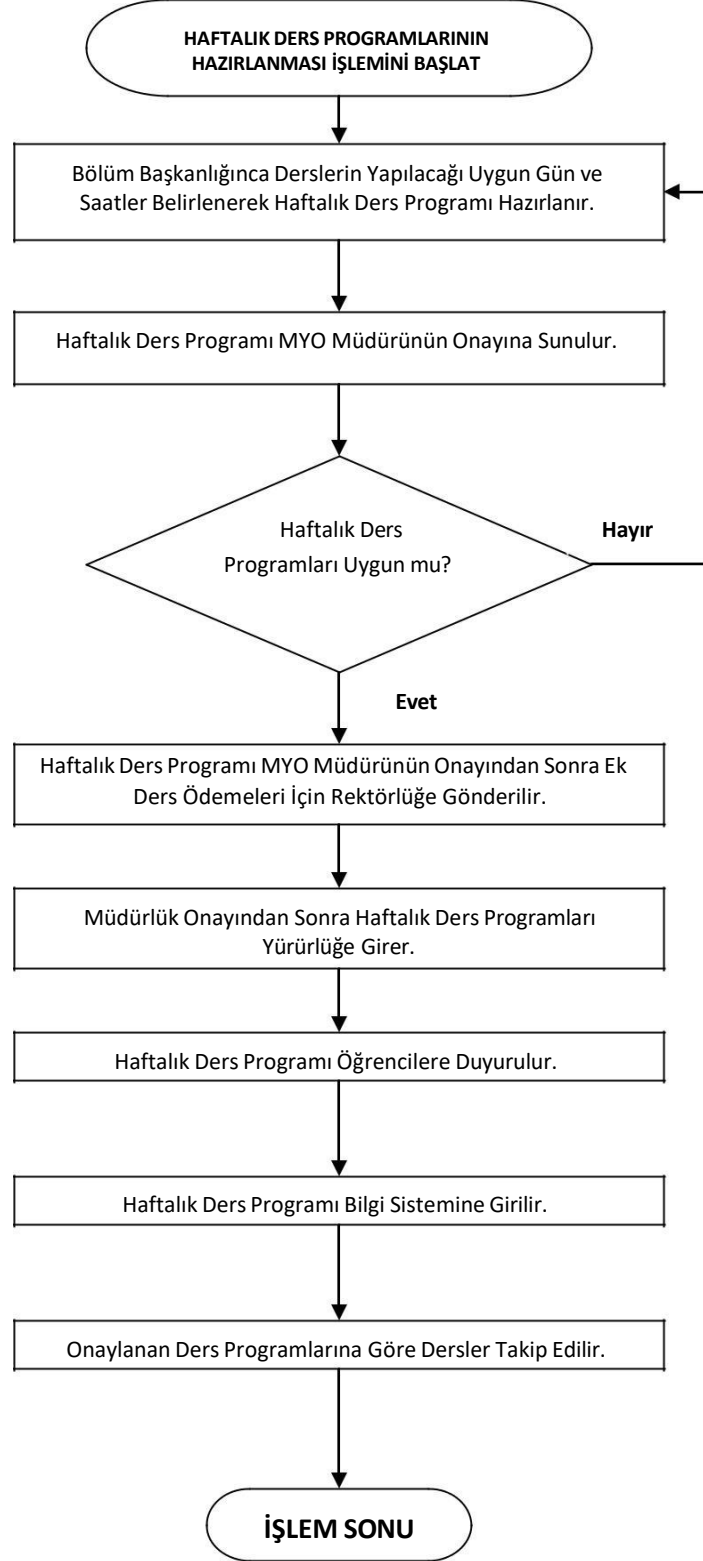 HAFTALIK DERS PROGRAMLARININ
HAZIRLANMASI İŞLEMİNİ BAŞLAT
Bölüm Başkanlığınca Derslerin Yapılacağı Uygun Gün ve
Saatler Belirlenerek Haftalık Ders Programı Hazırlanır.
Haftalık Ders Programı MYO Müdürünün Onayına Sunulur.
Haftalık Ders
Programları Uygun mu?
Hayır
Evet
Haftalık Ders Programı MYO Müdürünün Onayından Sonra Ek
Ders Ödemeleri İçin Rektörlüğe Gönderilir.
Müdürlük Onayından Sonra Haftalık Ders Programları
Yürürlüğe Girer.
Haftalık Ders Programı Öğrencilere Duyurulur.
Haftalık Ders Programı Bilgi Sistemine Girilir.
Onaylanan Ders Programlarına Göre Dersler Takip Edilir.
İŞLEM SONU